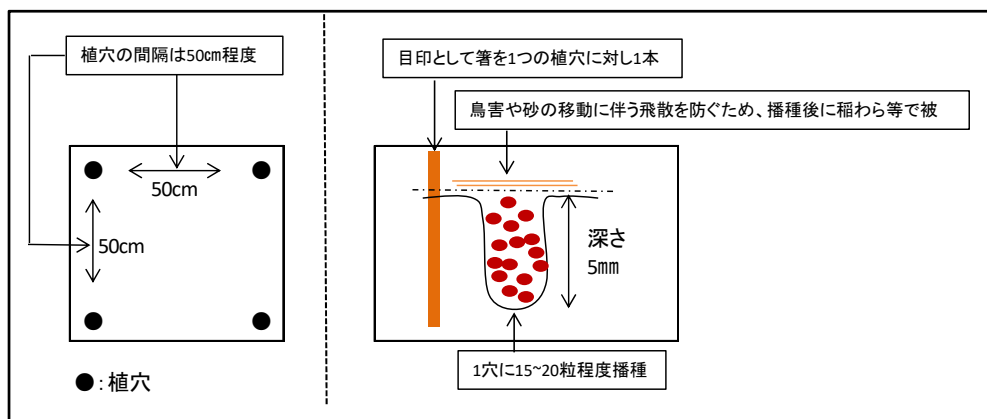 植穴の間隔は50㎝程度
50cm
50cm
●：植穴
目印として箸を1つの植穴に対し1本
鳥害や砂の移動に伴う飛散を防ぐため、播種後に稲わら等で被
深さ
5㎜
1穴に15~20粒程度播種